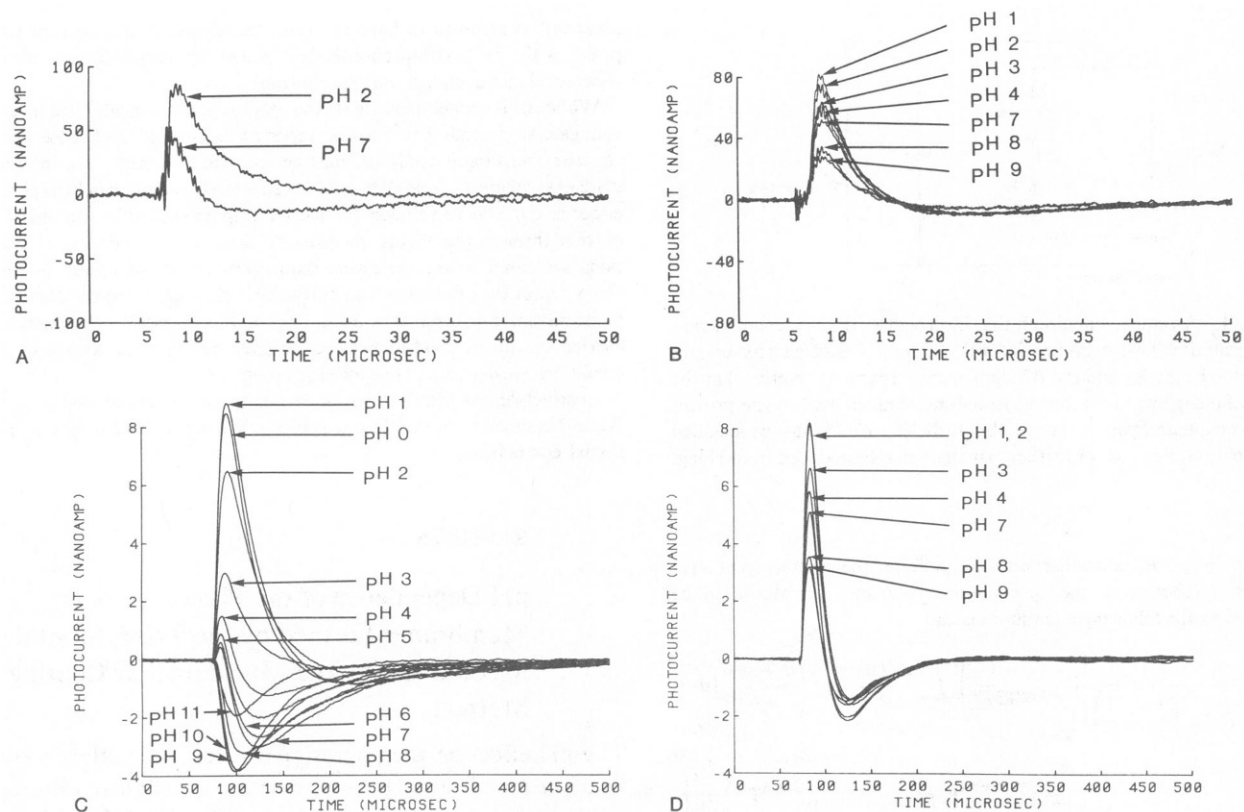 PHOTOCURRENT (NANOAMP)
100
50
0
-50
-100
pH 2
pH 7
0 5 10 15 20 25 30 35 40 45 50
TIME (MICROSEC)
A
PHOTOCURRENT (NANOAMP)
80
40
0
-40
-80
pH 1
pH 2
pH 3
pH 4
pH 7
pH 8
pH 9
0 5 10 15 20 25 30 35 40 45 50
TIME (MICROSEC)
B
PHOTOCURRENT (NANOAMP)
8
6
4
2
0
-2
-4
pH 1
pH 0
pH 2
pH 3
pH 4
pH 5
pH 11
pH 10
pH 9
pH 6
pH 7
pH 8
0 50 100 150 200 250 300 350 400 450 500
TIME (MICROSEC)
C
PHOTOCURRENT (NANOAMP)
8
6
4
2
0
-2
-4
pH 1, 2
pH 3
pH 4
pH 7
pH 8
pH 9
0 50 100 150 200 250 300 350 400 450 500
TIME (MICROSEC)
D